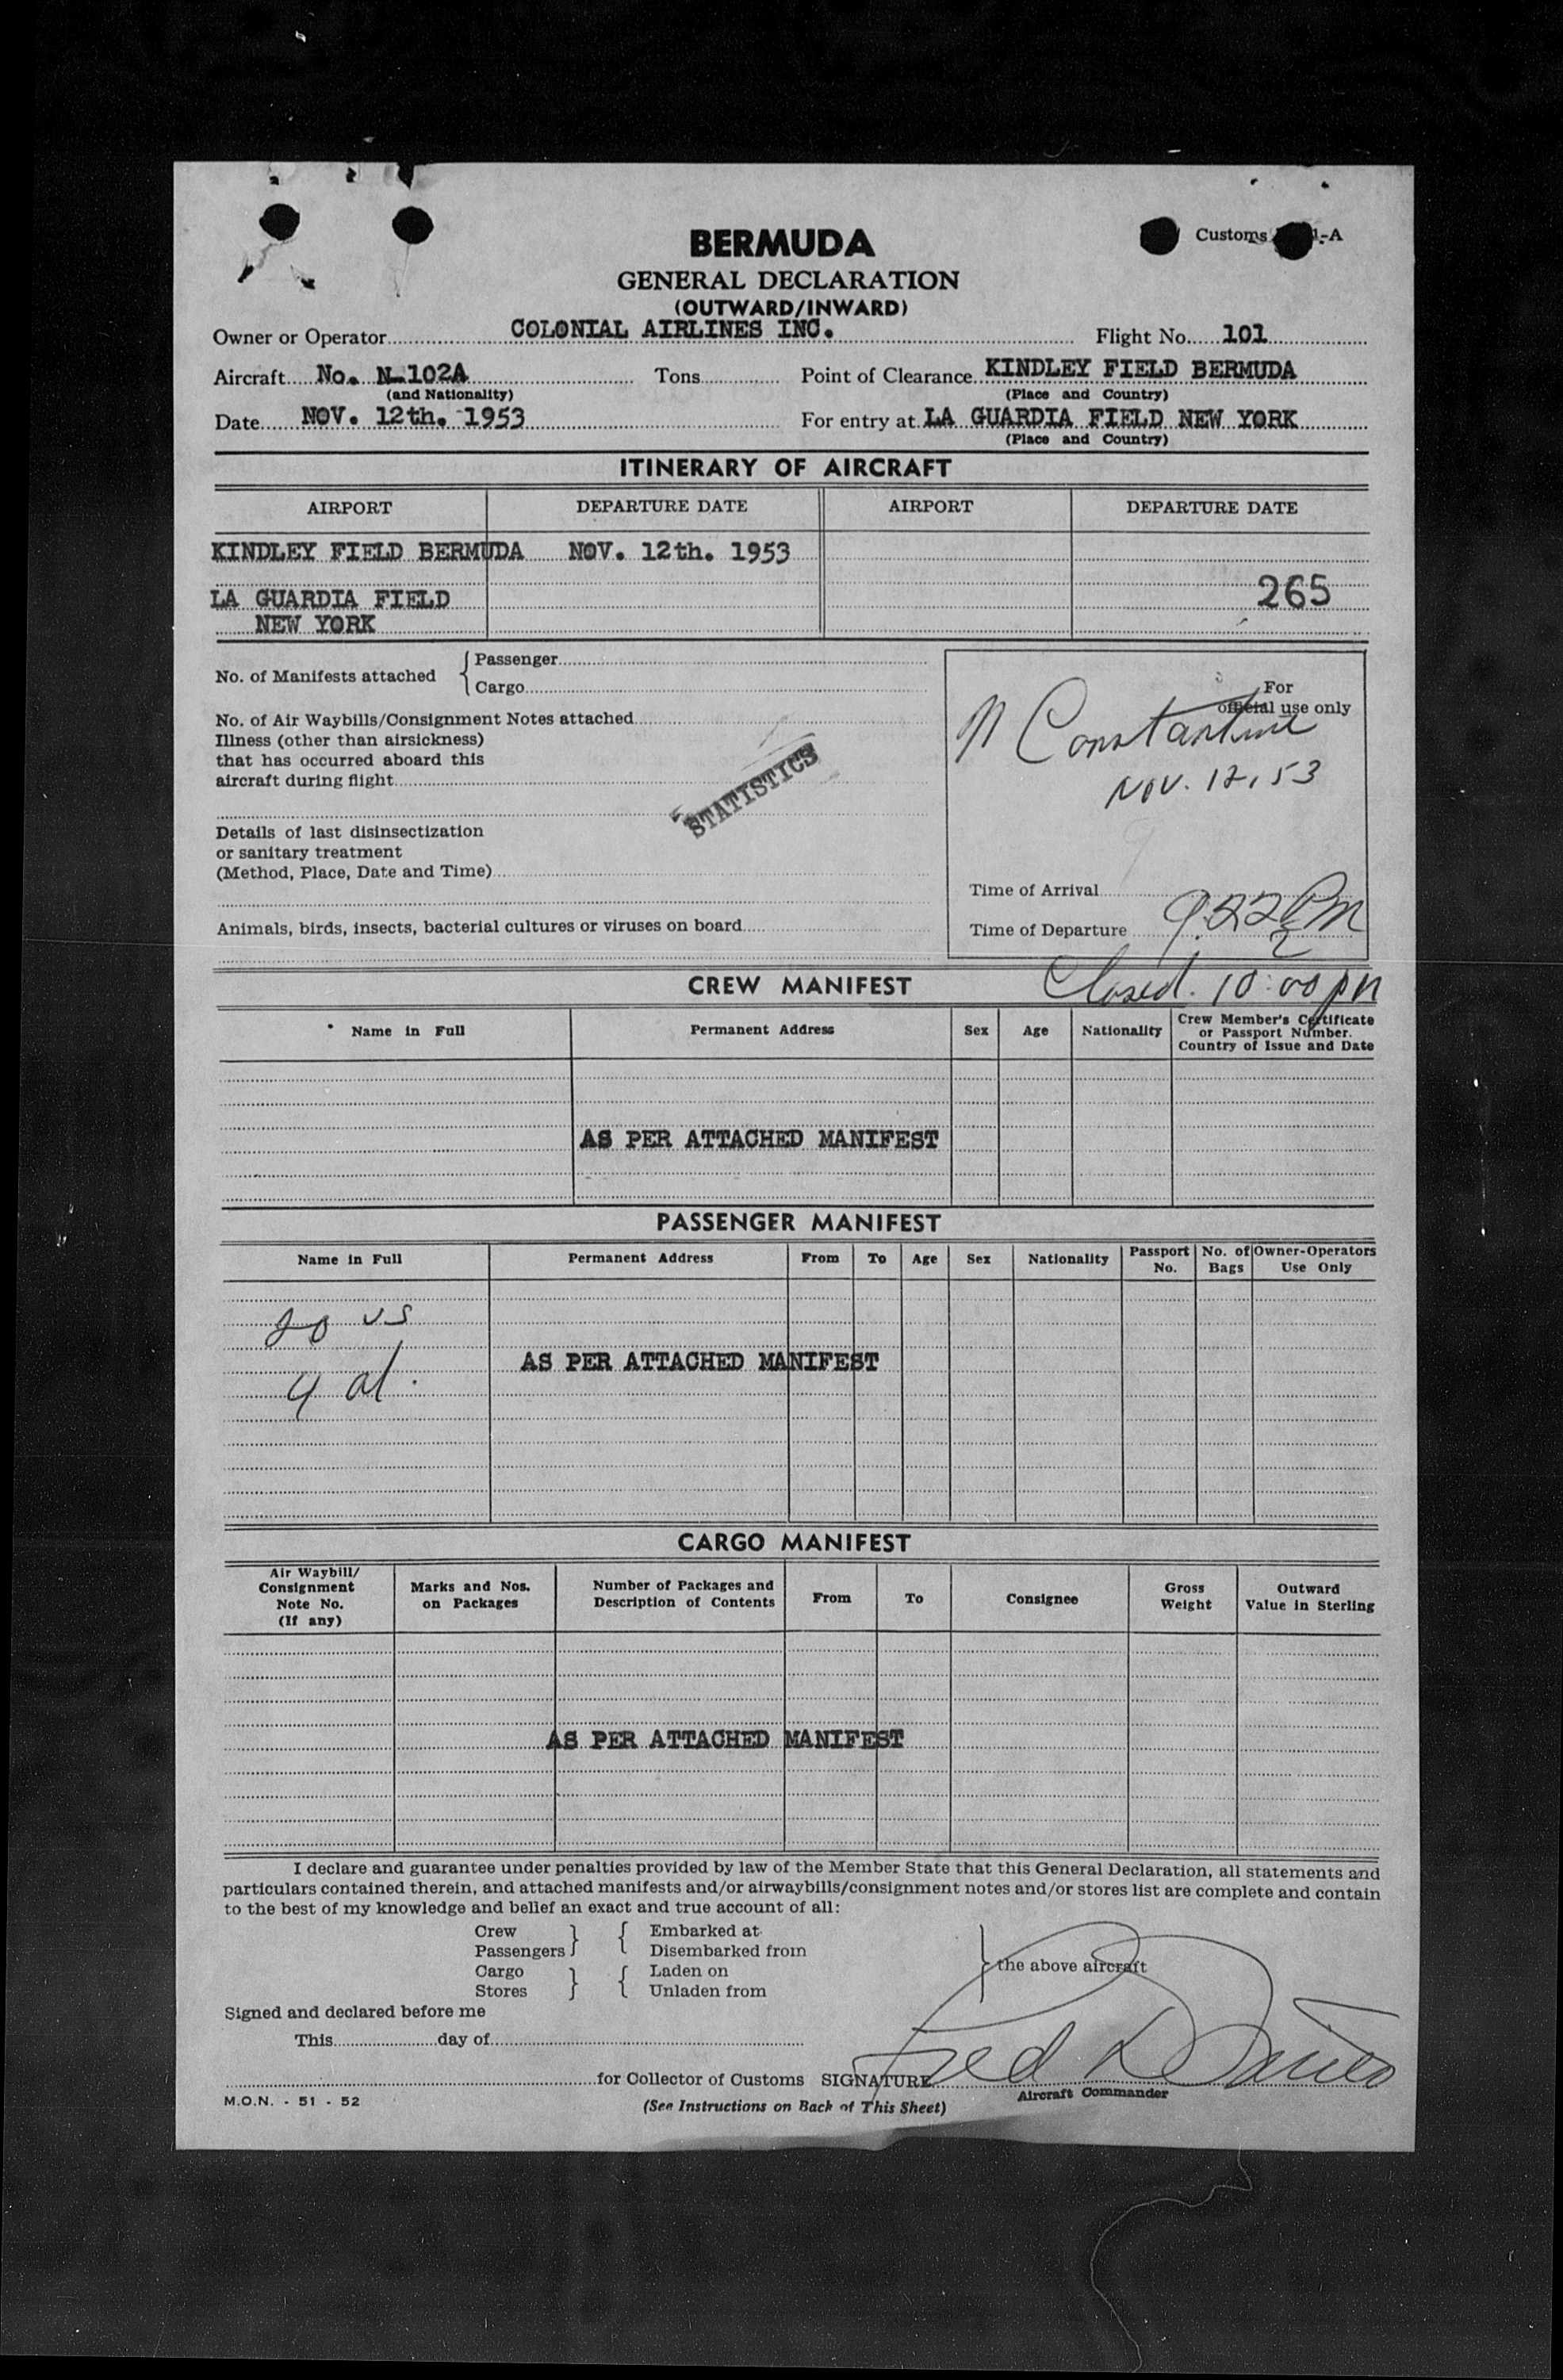 BERMUDA
Customs 1-A
GENERAL DECLARATION
(OUTWARD/INWARD)
Owner or Operator COLONIAL AIRLINES INC. Flight No. 101
Aircraft No. N-102A Tons Point of Clearance KINDLEY FIELD BERMUDA
(and Nationality) (Place and Country)
Date NOV. 12th. 1953 For entry at LA GUARDIA FIELD NEW YORK
(Place and Country)
ITINERARY OF AIRCRAFT
AIRPORT DEPARTURE DATE AIRPORT DEPARTURE DATE
KINDLEY FIELD BERMUDA NOV. 12th. 1953
LA GUARDIA FIELD 265
NEW YORK
No. of Manifests attached { Passenger
Cargo
For
official use only
No. of Air Waybills/Consignment Notes attached
Illness (other than airsickness)
that has occurred aboard this
aircraft during flight
STATISTICS
N Constantine
Nov. 12, 53
Details of last disinsectization
or sanitary treatment
(Method, Place, Date and Time)
Time of Arrival
Time of Departure 9.22 Pm
Animals, birds, insects, bacterial cultures or viruses on board
Closed. 10:00 pm
CREW MANIFEST
Name in Full Permanent Address Sex Age Nationality Crew Member's Certificate
or Passport Number.
Country of Issue and Date
AS PER ATTACHED MANIFEST
PASSENGER MANIFEST
Name in Full Permanent Address From To Age Sex Nationality Passport No. No. of Bags Owner-Operators Use Only
20 US
AS PER ATTACHED MANIFEST
4 al.
CARGO MANIFEST
Air Waybill/
Consignment
Note No.
(If any)
Marks and Nos.
on Packages
Number of Packages and
Description of Contents
From To Consignee
Gross
Weight
Outward
Value in Sterling
AS PER ATTACHED MANIFEST
I declare and guarantee under penalties provided by law of the Member State that this General Declaration, all statements and
particulars contained therein, and attached manifests and/or airwaybills/consignment notes and/or stores list are complete and contain
to the best of my knowledge and belief an exact and true account of all:
Crew } { Embarked at
Passengers Disembarked from
the above aircraft
Cargo } { Laden on
Stores Unladen from
Signed and declared before me
This day of
for Collector of Customs SIGNATURE Fred L
Aircraft Commander
M.O.N. - 51 - 52
(See Instructions on Back of This Sheet)